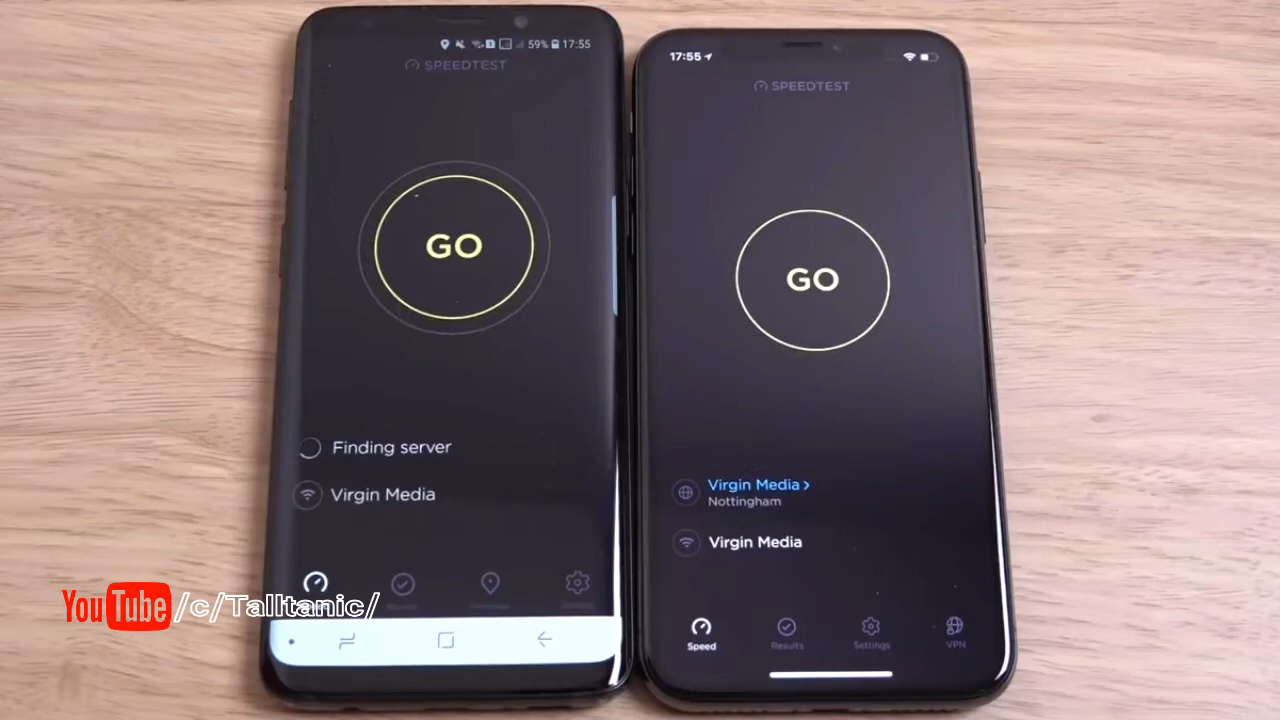 59% 17:55
SPEEDTEST
GO
Finding server
Virgin Media
17:55
SPEEDTEST
GO
Virgin Media >
Nottingham
Virgin Media
Speed
Results
Settings
VPN
YouTube/c/Talltanic/